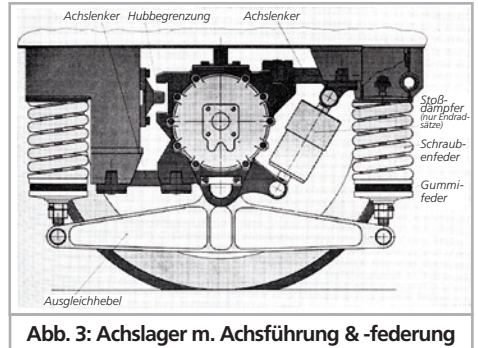 Achslenker Hubbegrenzung Achslenker
Stoß-
dämpfer
(nur Endrad-
sätze)
Schraub-
enfeder
Gummi-
feder
Ausgleichhebel
Abb. 3: Achslager m. Achsführung & -federung